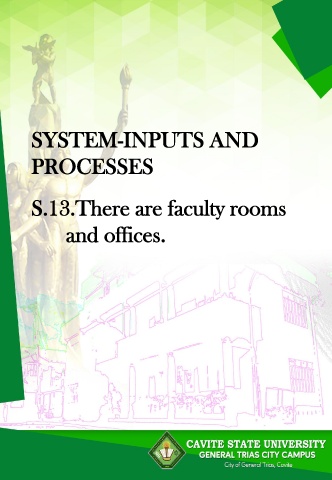 SYSTEM-INPUTS AND
PROCESSES
S.13.There are faculty rooms
and offices.
CAVITE STATE UNIVERSITY
GENERAL TRIAS CITY CAMPUS
City of General Trias, Cavite